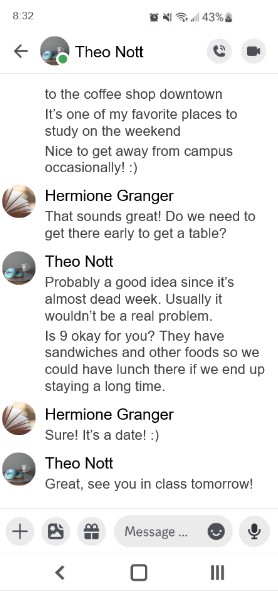 8:32
43%
Theo Nott
to the coffee shop downtown
It's one of my favorite places to
study on the weekend
Nice to get away from campus
occasionally! :)
Hermione Granger
That sounds great! Do we need to
get there early to get a table?
Theo Nott
Probably a good idea since it's
almost dead week. Usually it
wouldn't be a real problem.
Is 9 okay for you? They have
sandwiches and other foods so we
could have lunch there if we end up
staying a long time.
Hermione Granger
Sure! It's a date! :)
Theo Nott
Great, see you in class tomorrow!
Message ...